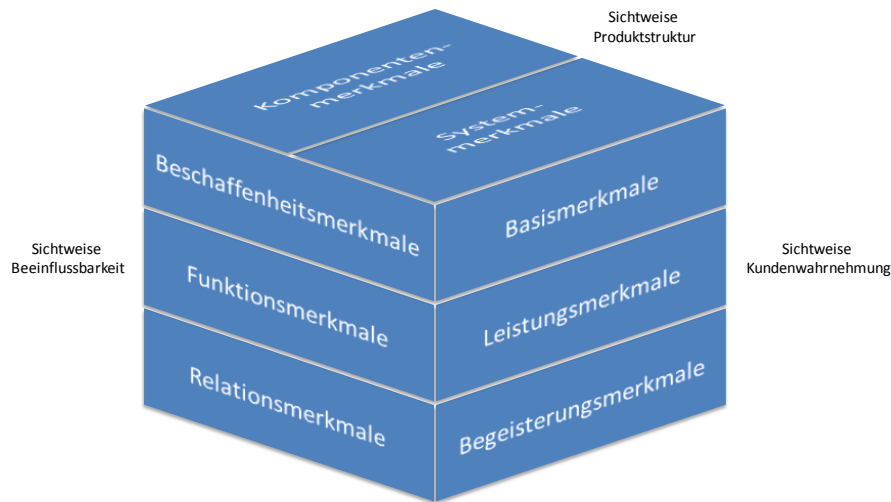 Sichtweise
Produktstruktur
Komponenten-
merkmale
System-
merkmale
Sichtweise
Beeinflussbarkeit
Beschaffenheitsmerkmale
Funktionsmerkmale
Relationsmerkmale
Basismerkmale
Leistungsmerkmale
Begeisterungsmerkmale
Sichtweise
Kundenwahrnehmung